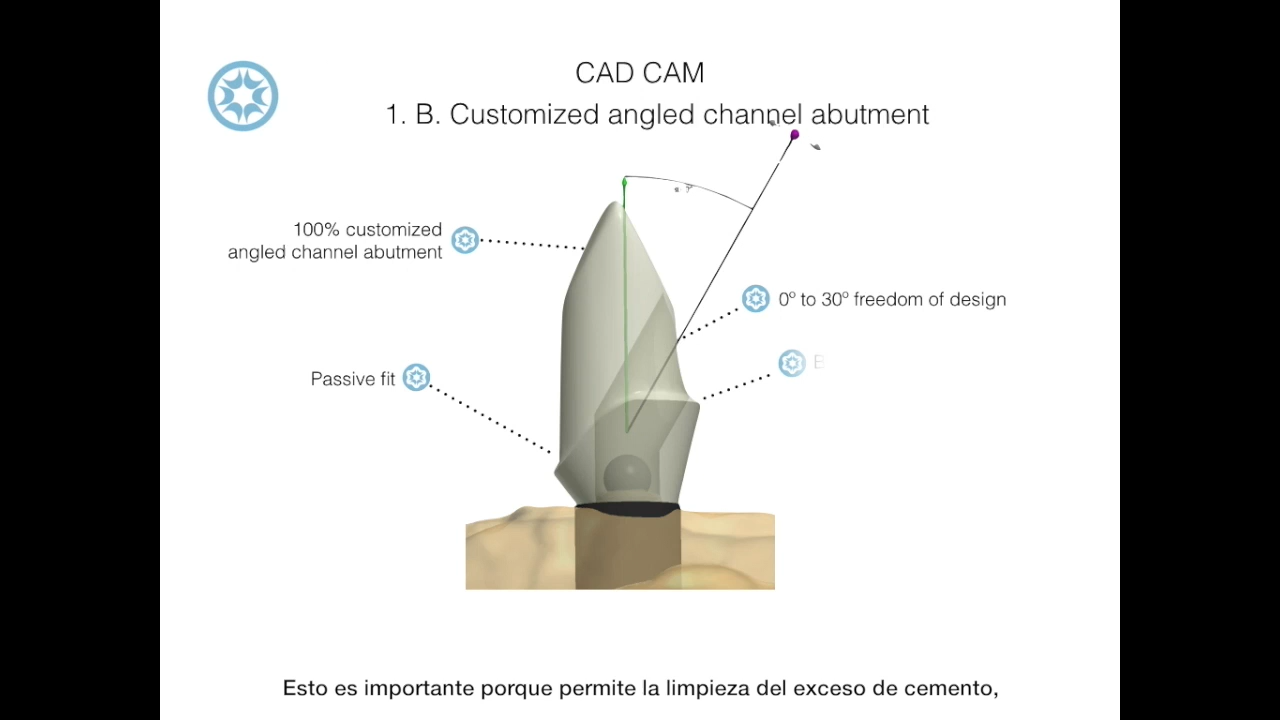 CAD CAM
1. B. Customized angled channel abutment
100% customized
angled channel abutment
0º to 30º freedom of design
Passive fit
Esto es importante porque permite la limpieza del exceso de cemento,